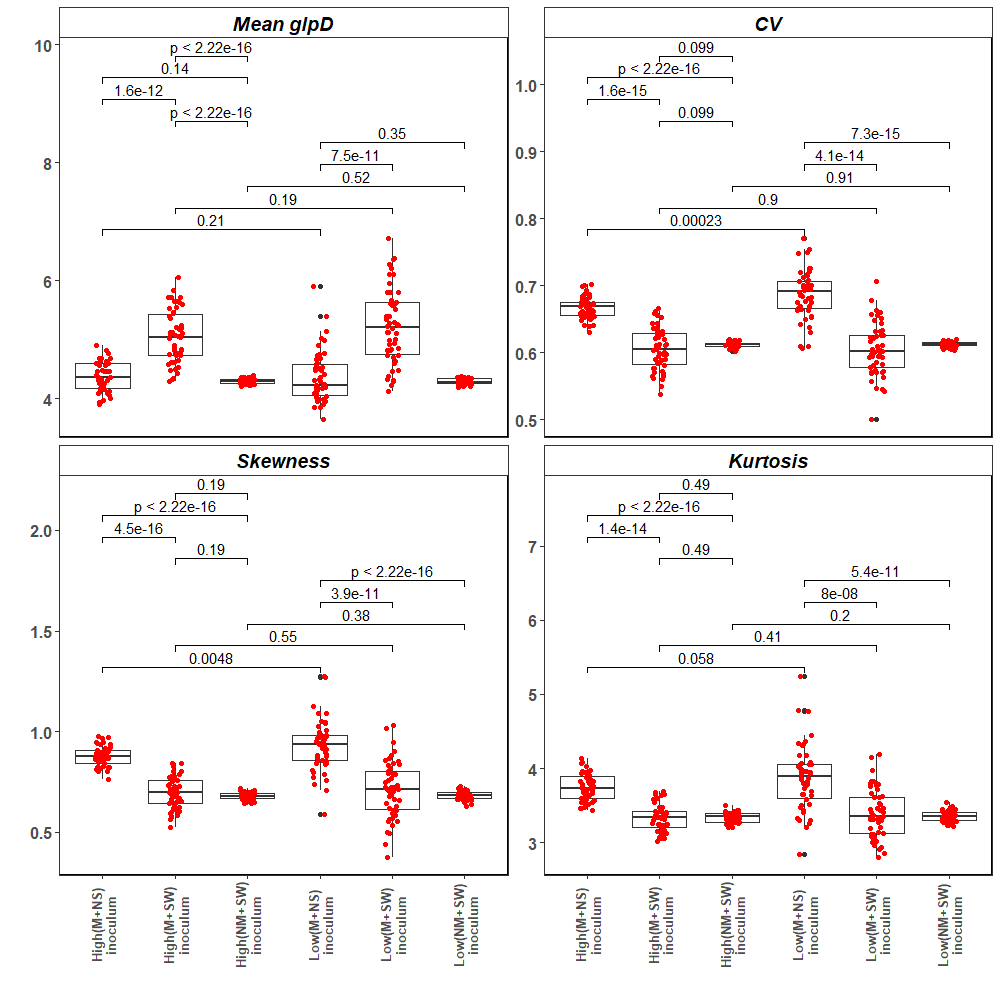 Mean glpD
CV
10
8
6
4
p < 2.22e-16
0.14
1.6e-12
p < 2.22e-16
0.35
7.5e-11
0.52
0.19
0.21
1.0
0.9
0.8
0.7
0.6
0.5
0.099
p < 2.22e-16
1.6e-15
0.099
7.3e-15
4.1e-14
0.91
0.9
0.00023
Skewness
Kurtosis
2.0
1.5
1.0
0.5
0.19
p < 2.22e-16
4.5e-16
0.19
p < 2.22e-16
3.9e-11
0.38
0.55
0.0048
7
6
5
4
3
0.49
p < 2.22e-16
1.4e-14
0.49
5.4e-11
8e-08
0.2
0.41
0.058
High(M+NS)
inoculum
High(M+SW)
inoculum
High(NM+SW)
inoculum
Low(M+NS)
inoculum
Low(M+SW)
inoculum
Low(NM+SW)
inoculum
High(M+NS)
inoculum
High(M+SW)
inoculum
High(NM+SW)
inoculum
Low(M+NS)
inoculum
Low(M+SW)
inoculum
Low(NM+SW)
inoculum